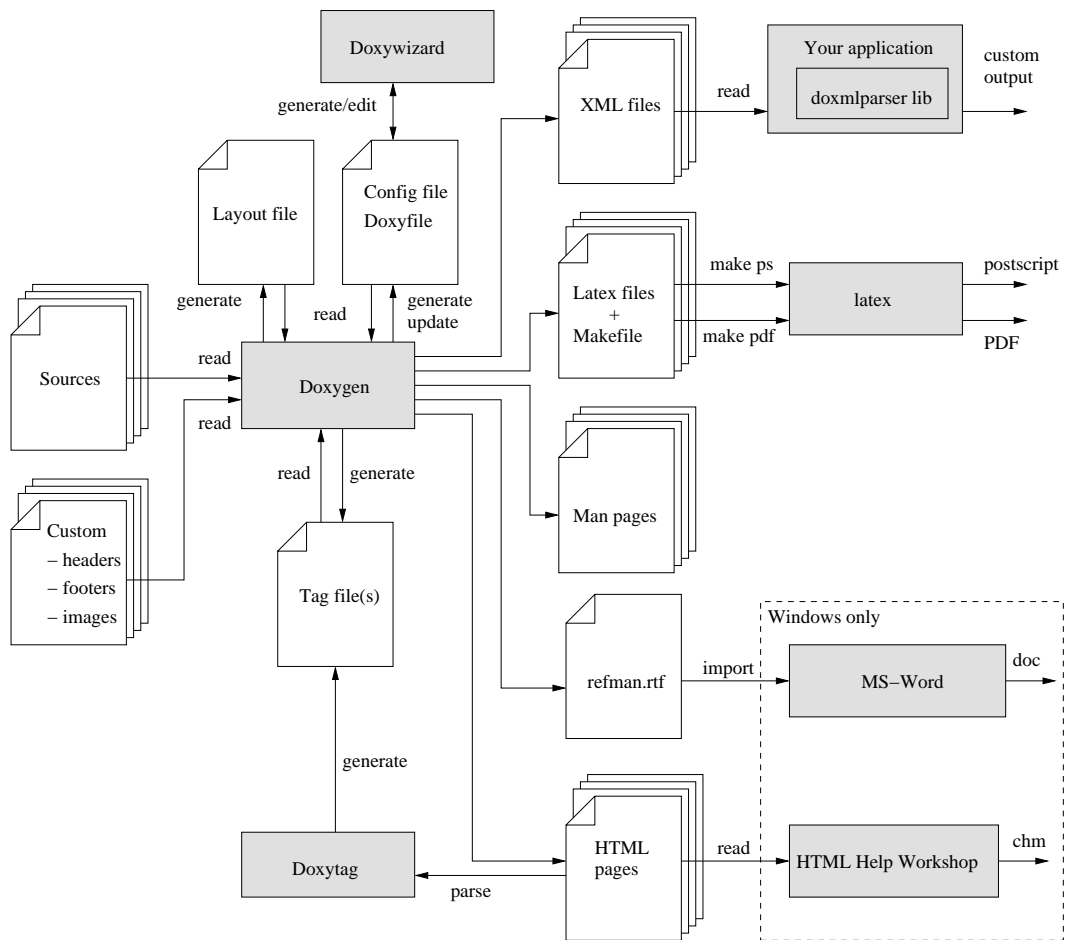 Doxywizard
Your application
doxmlparser lib
custom
output
generate/edit
XML files
read
Layout file
Config file
Doxyfile
generate
read
generate
update
make ps
make pdf
Latex files
+
Makefile
latex
postscript
PDF
Sources
read
Doxygen
read
read
generate
Man pages
Custom
– headers
– footers
– images
Tag file(s)
Windows only
refman.rtf
import
MS–Word
doc
generate
Doxytag
parse
HTML
pages
read
HTML Help Workshop
chm